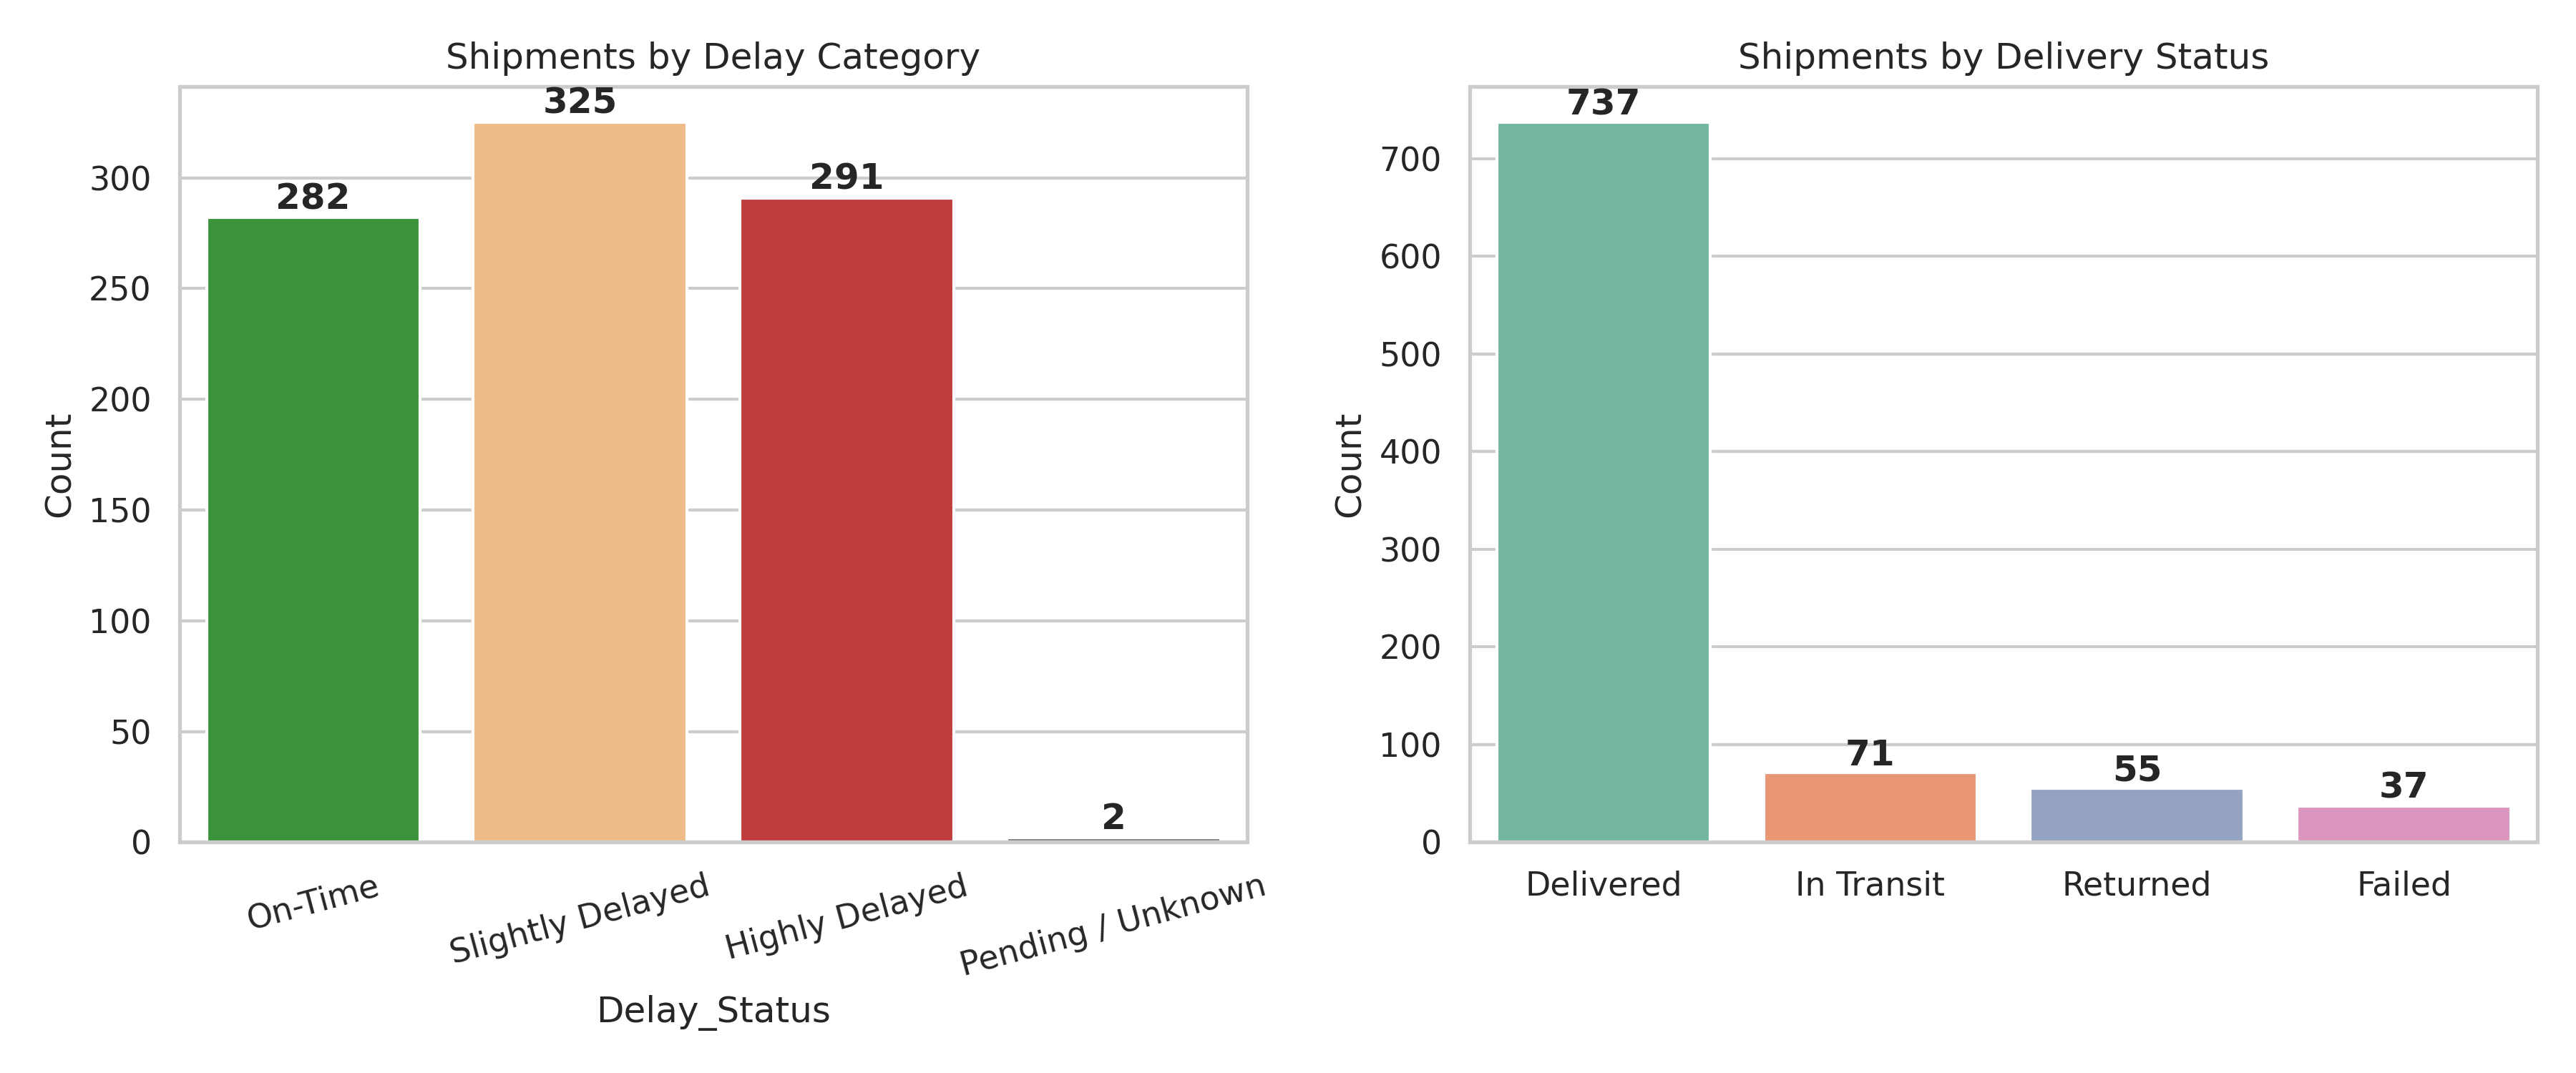 Shipments by Delay Category
325
282
291
2
300
250
200
150
100
50
0
Count
On-Time
Slightly Delayed
Highly Delayed
Pending / Unknown
Delay_Status
Shipments by Delivery Status
737
71
55
37
700
600
500
400
300
200
100
0
Count
Delivered
In Transit
Returned
Failed